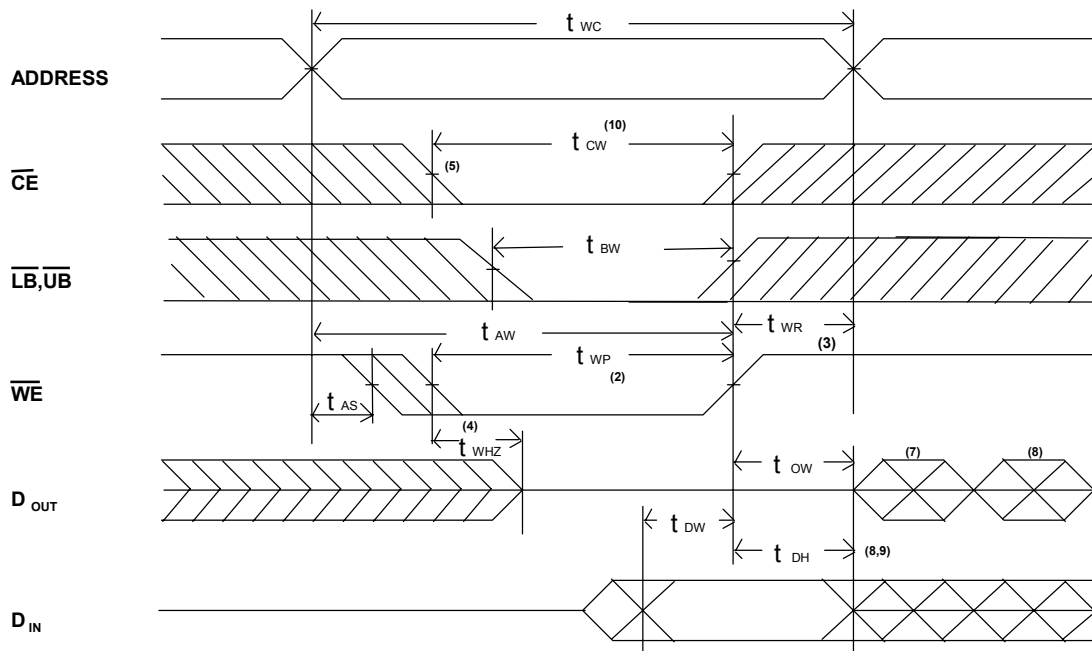 t WC
ADDRESS
t CW (10)
CE (5)
t BW
LB,UB
t AW t WR
t WP (2) (3)
WE
t AS
t WHZ (4)
t OW (7) (8)
D OUT
t DW
t DH (8,9)
D IN